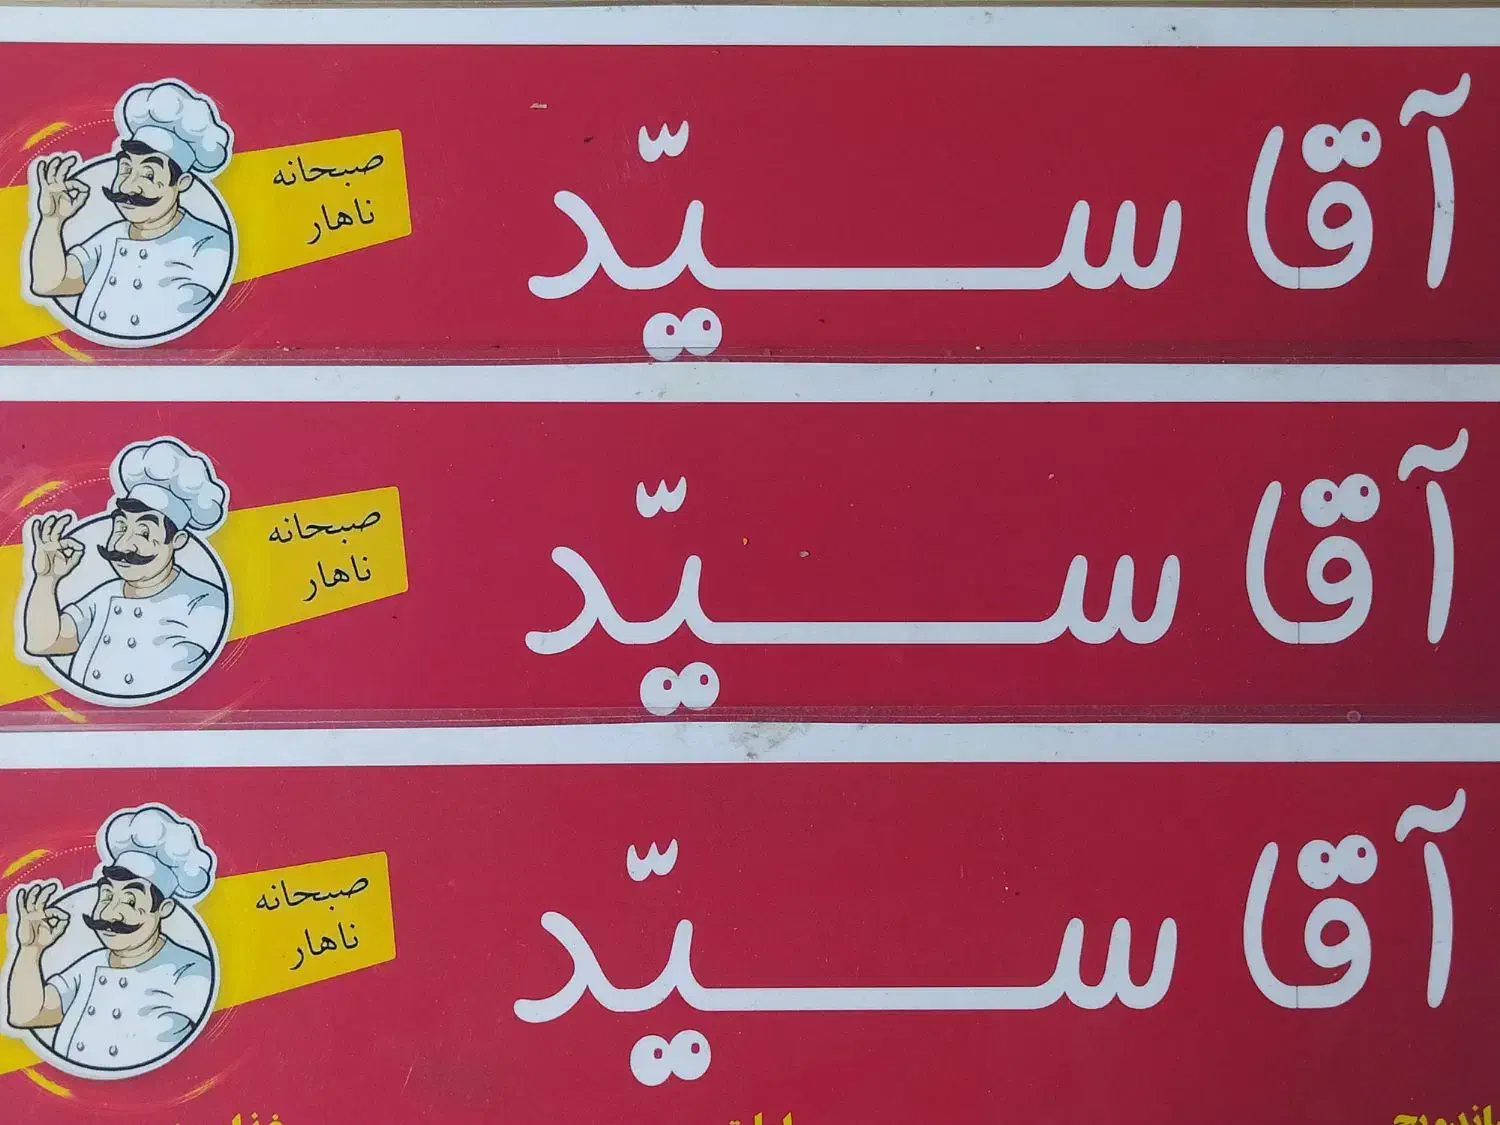 آقا سیّد
صبحانه
ناهار
آقا سیّد
صبحانه
ناهار
آقا سیّد
صبحانه
ناهار